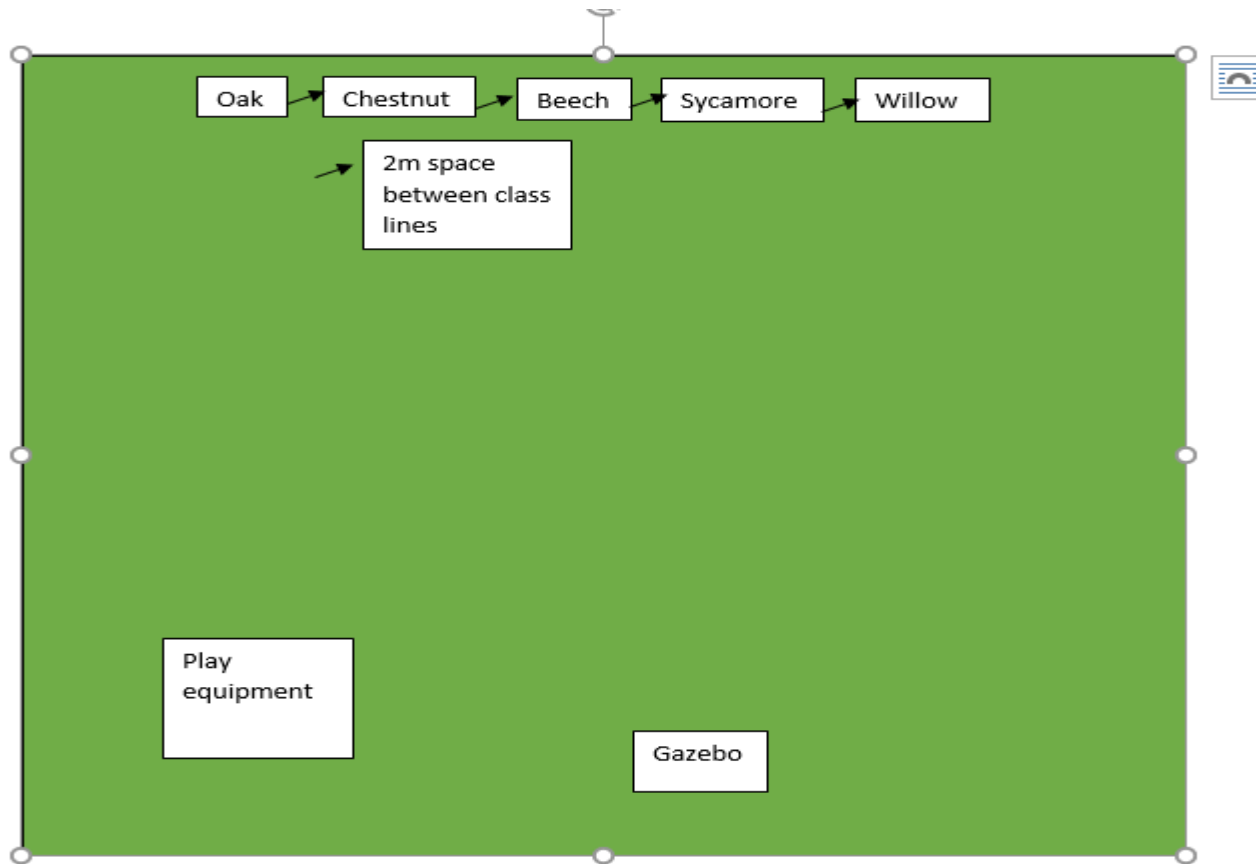 Oak
Chestnut
Beech
Sycamore
Willow
2m space
between class
lines
Play
equipment
Gazebo